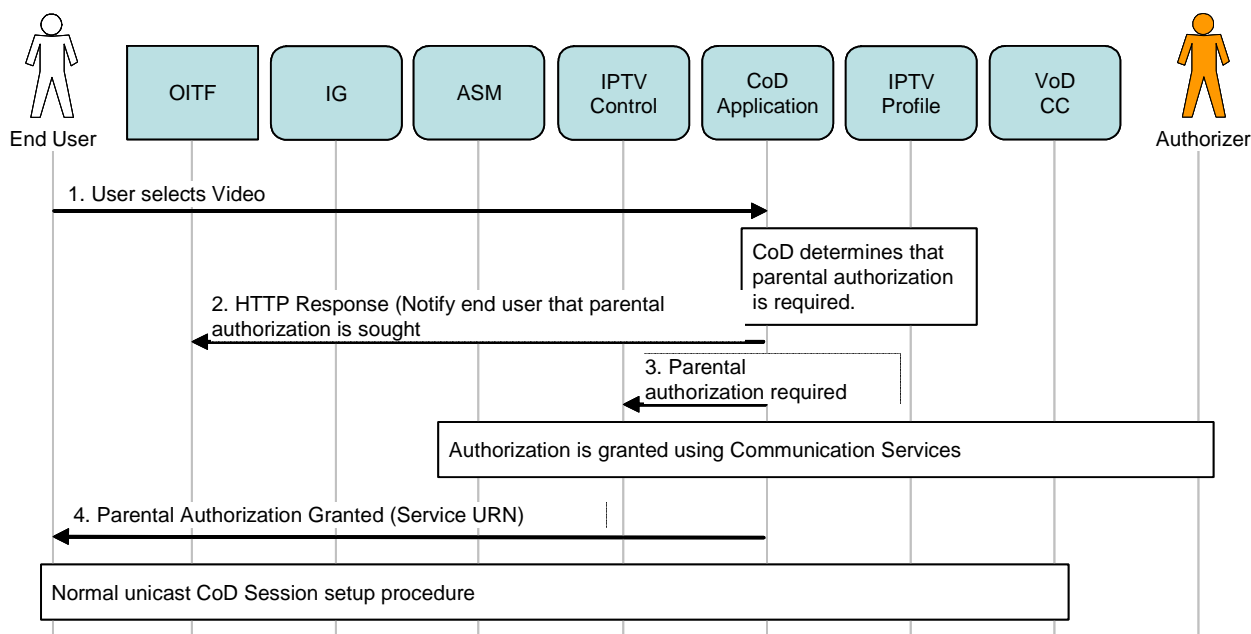 OITF
IG
ASM
IPTV
Control
CoD
Application
IPTV
Profile
VoD
CC
End User
Authorizer
1. User selects Video
CoD determines that
parental authorization
is required.
2. HTTP Response (Notify end user that parental
authorization is sought
3. Parental
authorization required
Authorization is granted using Communication Services
4. Parental Authorization Granted (Service URN)
Normal unicast CoD Session setup procedure